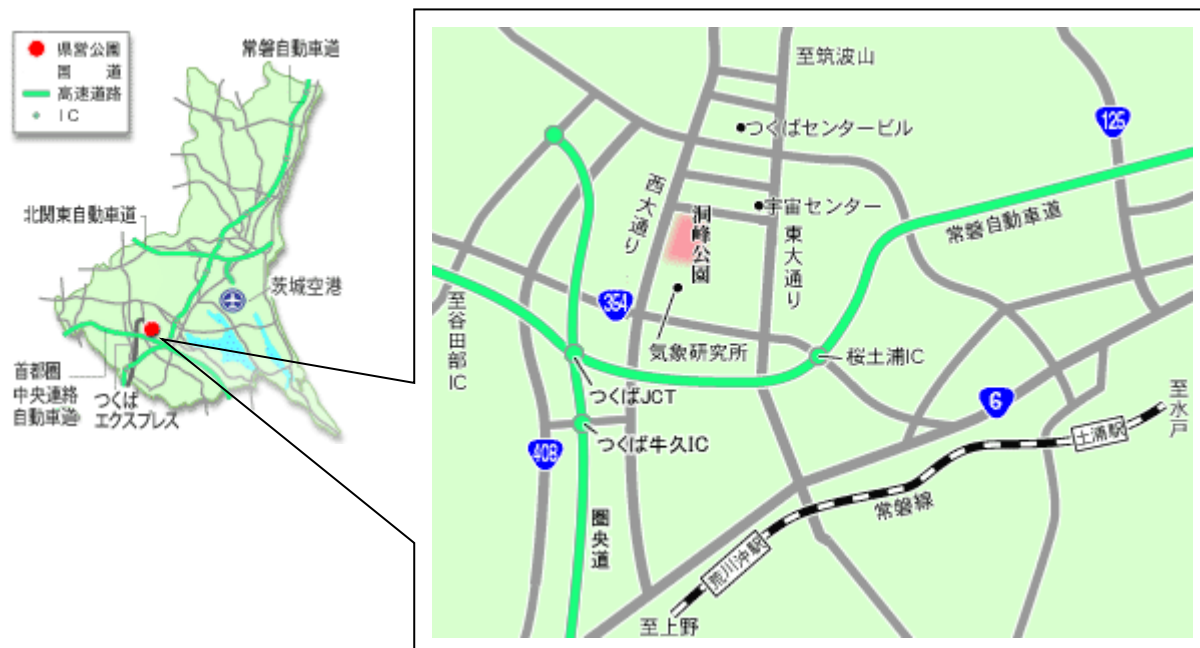 県営公園
国　道
高速道路
IC
常磐自動車道
北関東自動車道
茨城空港
首都圏
中央連絡
自動車道
つくば
エクスプレス
至筑波山
125
つくばセンタービル
西大通り
洞峰公園
宇宙センター
東大通り
常磐自動車道
至谷田部IC
354
気象研究所
桜土浦IC
つくばJCT
6
至水戸
408
つくば牛久IC
土浦駅
常磐線
圏央道
荒川沖駅
至上野